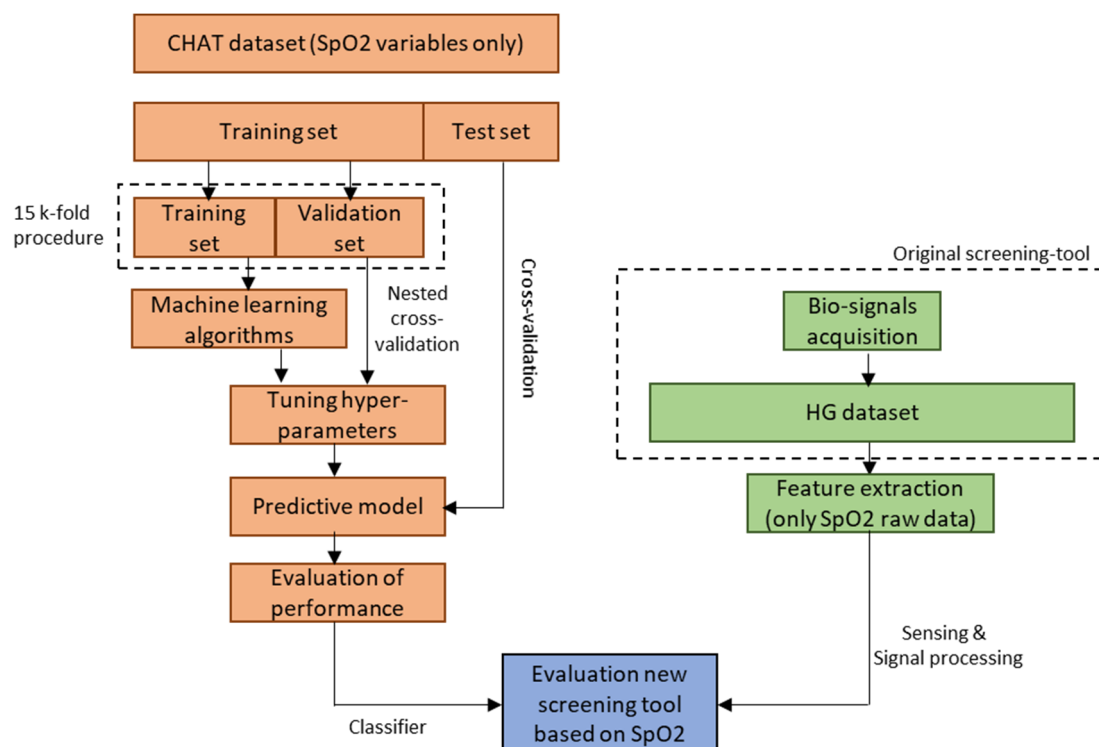 CHAT dataset (SpO2 variables only)
Training set
Test set
15 k-fold
procedure
Training
set
Validation
set
Machine learning
algorithms
Nested
cross-
validation
Cross-validation
Tuning hyper-
parameters
Predictive model
Evaluation of
performance
Classifier
Original screening-tool
Bio-signals
acquisition
HG dataset
Feature extraction
(only SpO2 raw data)
Sensing &
Signal processing
Evaluation new
screening tool
based on SpO2